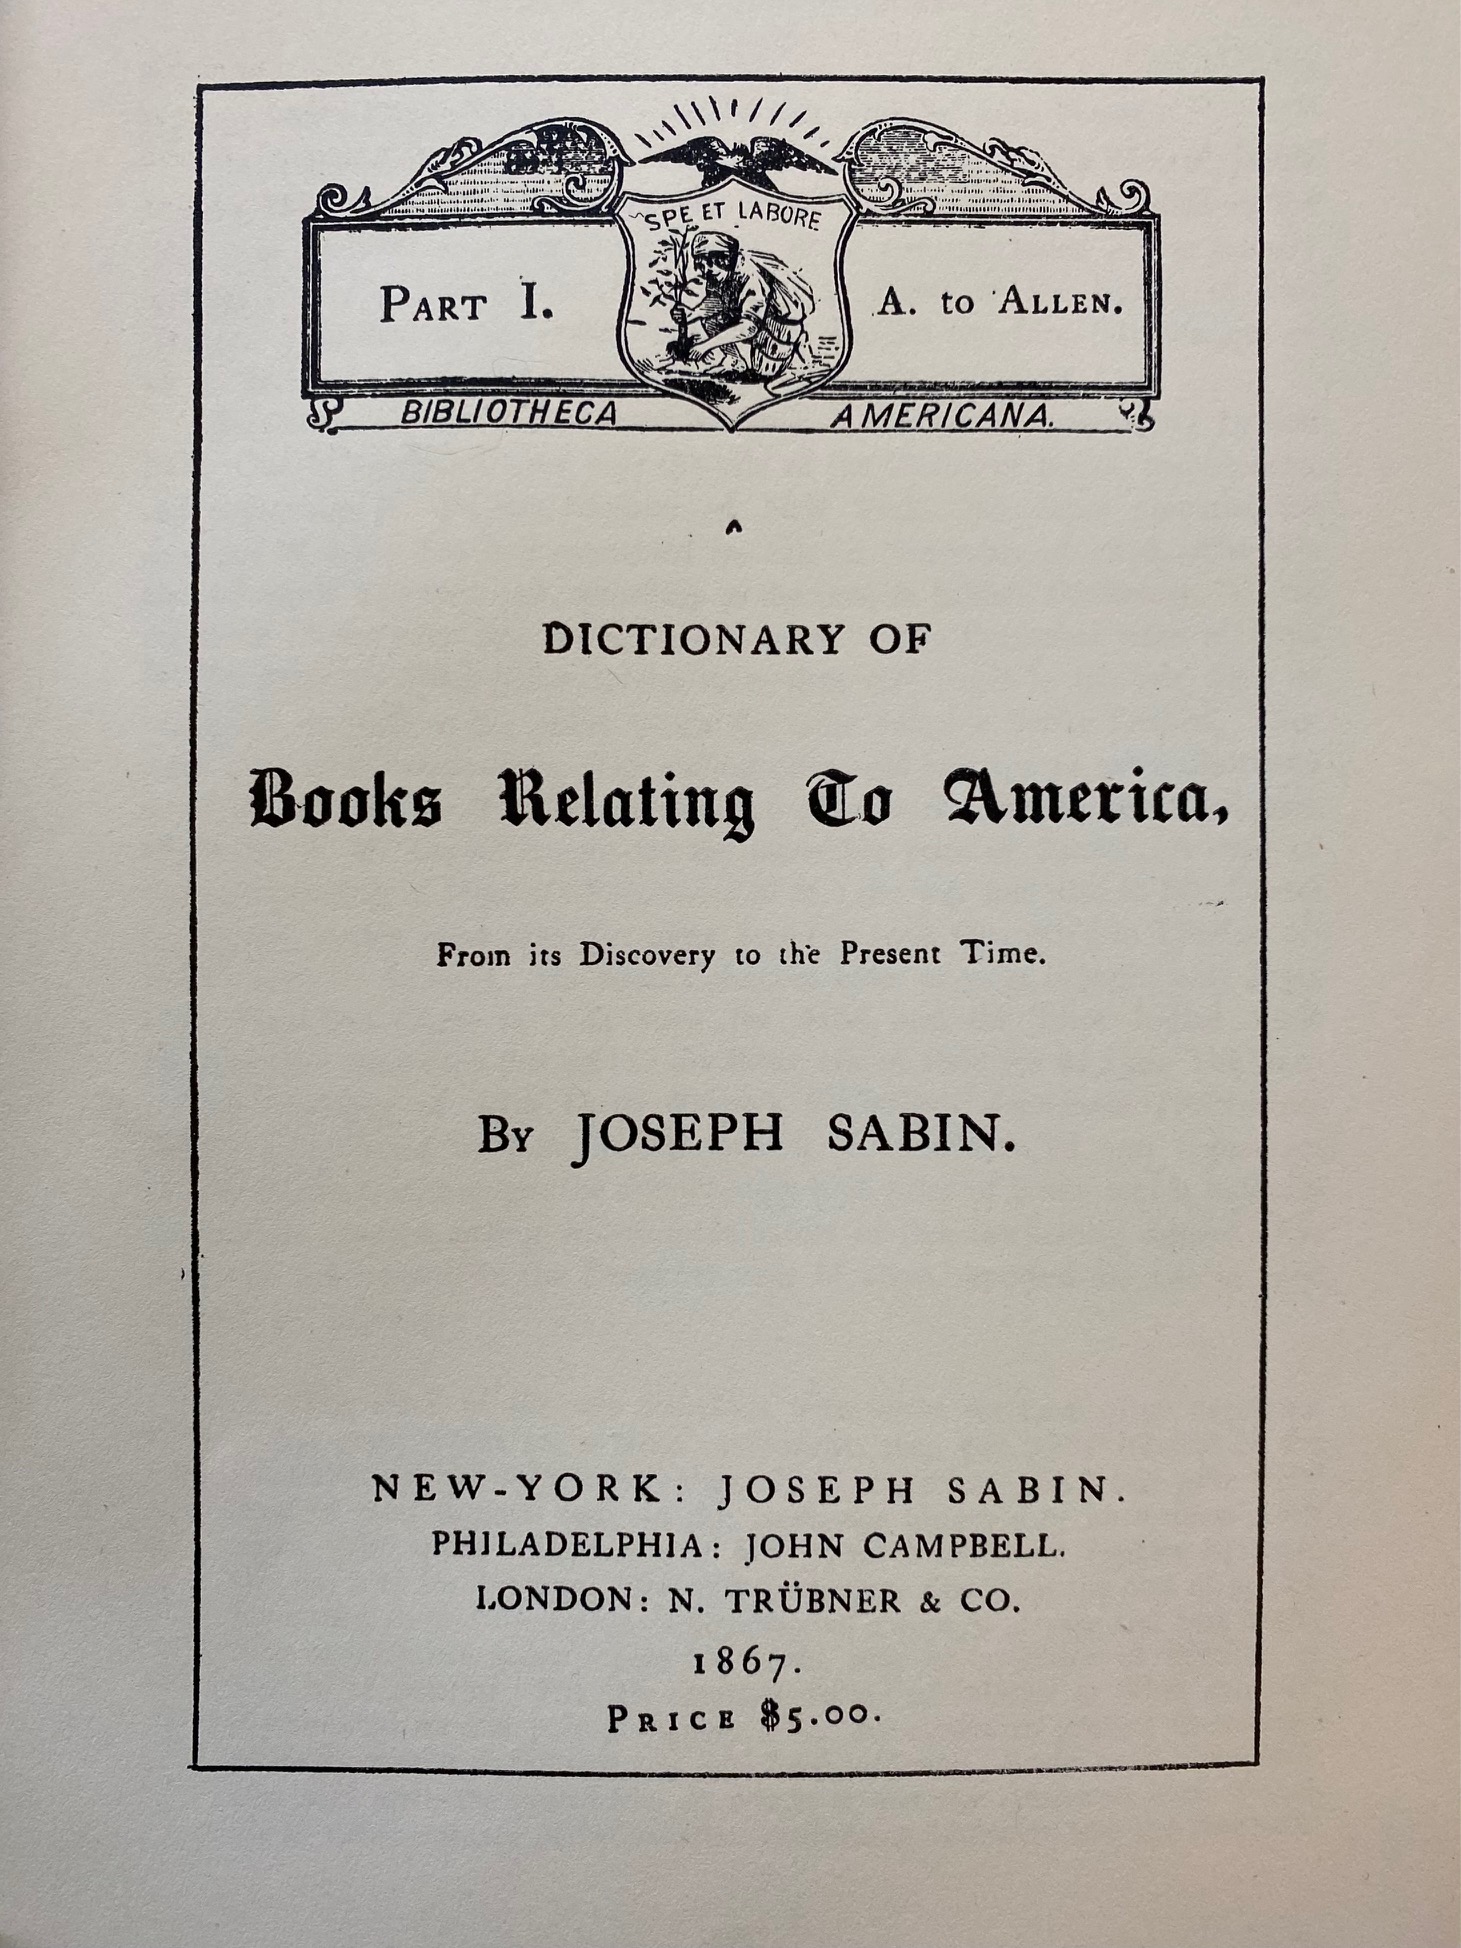 SPE ET LABORE
PART I.
A. to ALLEN.
BIBLIOTHECA AMERICANA.
A
DICTIONARY OF
Books Relating To America,
From its Discovery to the Present Time.
BY JOSEPH SABIN.
NEW-YORK: JOSEPH SABIN.
PHILADELPHIA: JOHN CAMPBELL.
LONDON: N. TRÜBNER & CO.
1867.
PRICE $5.00.